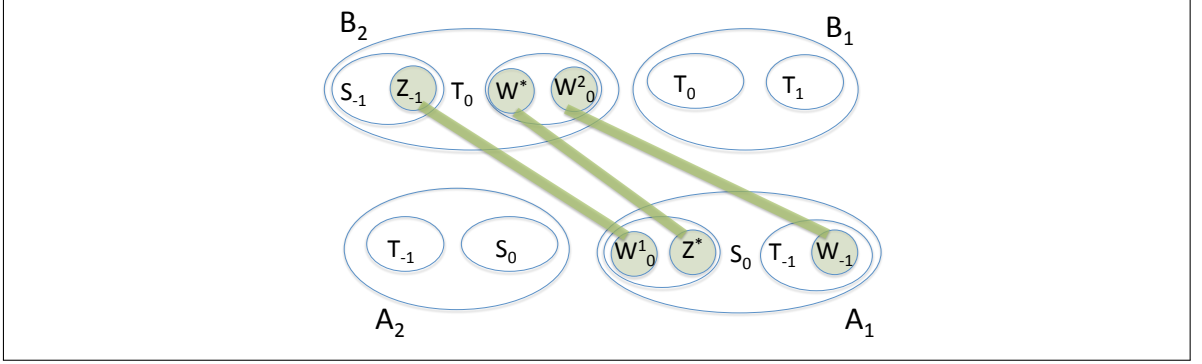 B₂ B₁
S₋₁ Z₋₁ T₀ W* W²₀ T₀ T₁
T₋₁ S₀ W¹₀ Z* S₀ T₋₁ W₋₁
A₂ A₁